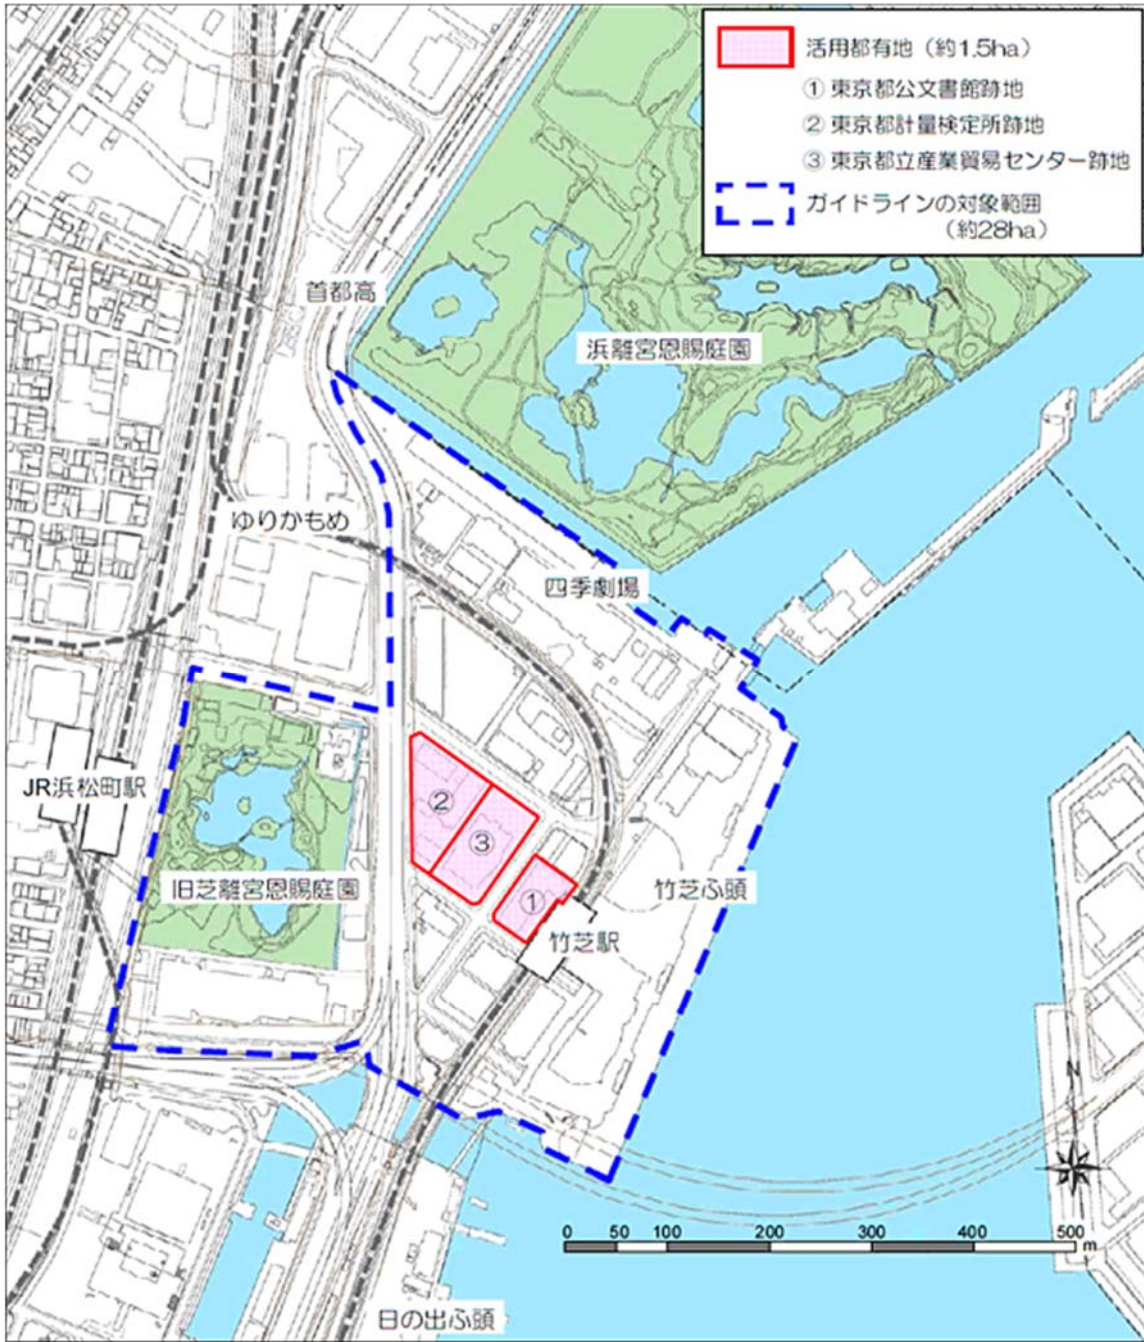 活用都有地（約1.5ha）
① 東京都公文書館跡地
② 東京都計量検定所跡地
③ 東京都立産業貿易センター跡地
ガイドラインの対象範囲
（約28ha）
首都高
浜離宮恩賜庭園
ゆりかもめ
四季劇場
JR浜松町駅
②
③
①
旧芝離宮恩賜庭園
竹芝ふ頭
竹芝駅
N
0 50 100 200 300 400 500
m
日の出ふ頭